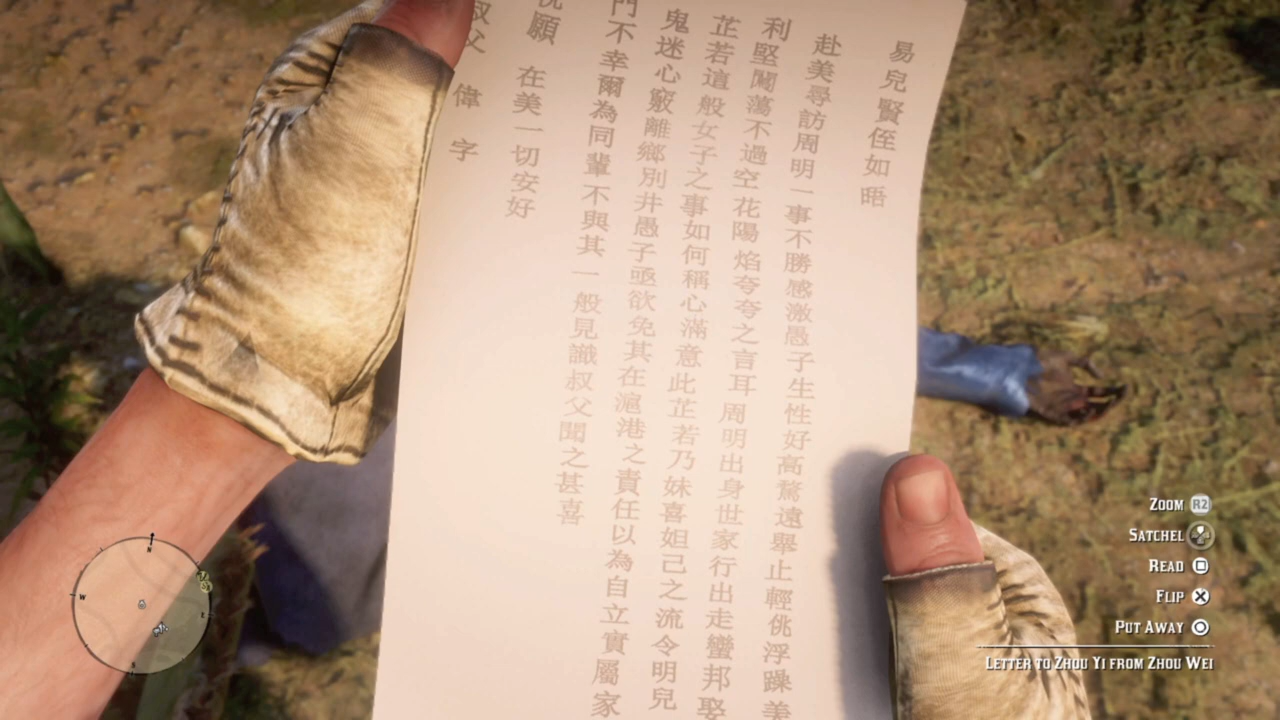 易兒賢侄如晤
赴美尋訪周明一事不勝感激愚子生性好高騖遠舉止輕佻浮躁美
利堅闖蕩不過空花陽焰夸夸之言耳周明出身世家行出走蠻邦娶
芷若這般女子之事如何稱心滿意此芷若乃妹喜妲己之流令明兒
鬼迷心竅離鄉別井愚子亟欲免其在滬港之責任以為自立實屬家
門不幸爾為同輩不與其一般見識叔父聞之甚喜
祝願 在美一切安好
叔父 偉 字
ZOOM R2
SATCHEL
READ
FLIP
PUT AWAY
LETTER TO ZHOU YI FROM ZHOU WEI
N
W
E
S